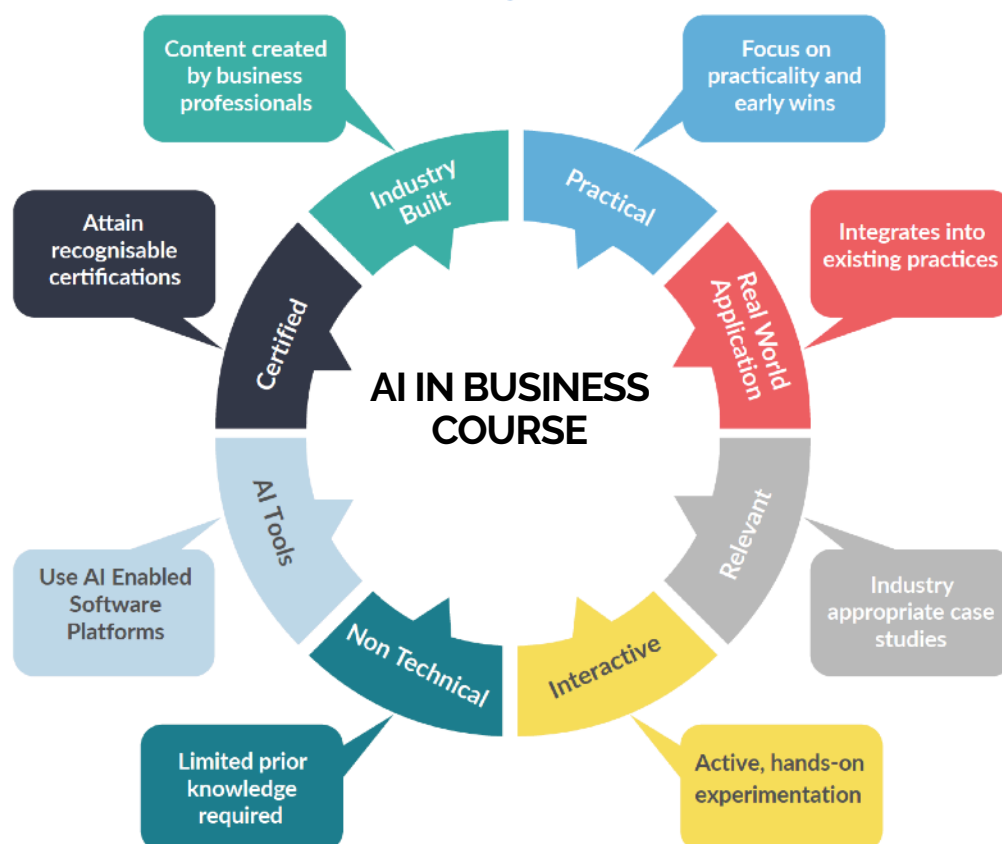 Content created
by business
professionals
Focus on
practicality and
early wins
Industry
Built
Practical
Attain
recognisable
certifications
Integrates into
existing practices
Certified
Real World
Application
AI IN BUSINESS
COURSE
AI Tools
Relevant
Use AI Enabled
Software
Platforms
Industry
appropriate case
studies
Non Technical
Interactive
Limited prior
knowledge
required
Active, hands-on
experimentation